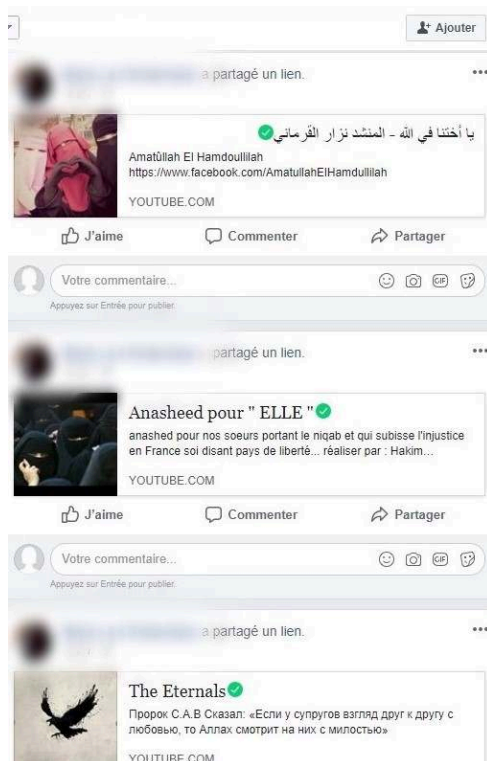 Ajouter
a partagé un lien.
يا أختنا في الله - المنشد نزار القرماني
Amatûllah El Hamdoullilah
https://www.facebook.com/AmatullahElHamdullilah
YOUTUBE.COM
J'aime Commenter Partager
Votre commentaire...
GIF
Appuyez sur Entrée pour publier.
partagé un lien.
Anasheed pour " ELLE "
anashed pour nos soeurs portant le niqab et qui subisse l'injustice
en France soi disant pays de liberté... réaliser par : Hakim...
YOUTUBE.COM
J'aime Commenter Partager
Votre commentaire...
GIF
Appuyez sur Entrée pour publier.
a partagé un lien.
The Eternals
Пророк С.А.В Сказал: «Если у супругов взгляд друг к другу с
любовью, то Аллах смотрит на них с милостью»
YOUTUBE.COM